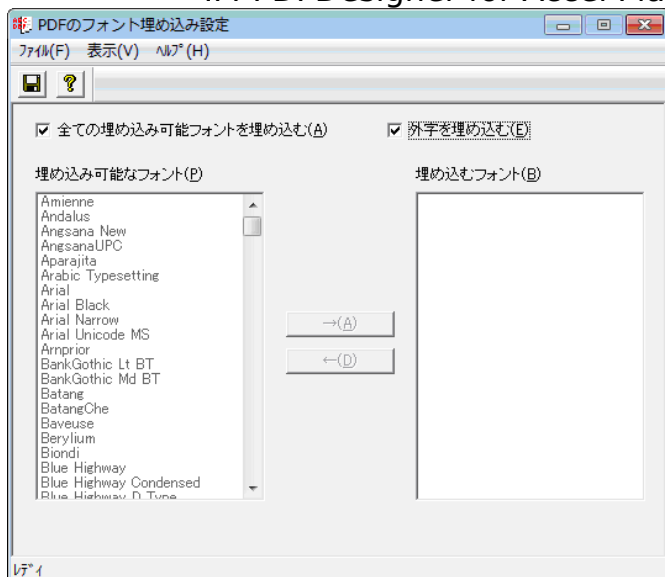 PDFのフォント埋め込み設定
ﾌｧｲﾙ(F) 表示(V) ﾍﾙﾌﾟ(H)
全ての埋め込み可能フォントを埋め込む(A) 外字を埋め込む(E)
埋め込み可能なフォント(P) 埋め込むフォント(B)
Amienne
Andalus
Angsana New
AngsanaUPC
Aparajita
Arabic Typesetting
Arial
Arial Black
Arial Narrow
Arial Unicode MS
Arnprior
BankGothic Lt BT
BankGothic Md BT
Batang
BatangChe
Baveuse
Berylium
Biondi
Blue Highway
Blue Highway Condensed
Blue Highway D Type
→(A)
←(D)
ﾚﾃﾞｨ